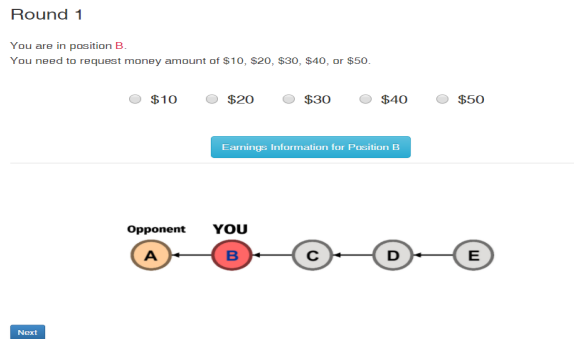 Round 1
You are in position B.
You need to request money amount of $10, $20, $30, $40, or $50.
$10 $20 $30 $40 $50
Earnings Information for Position B
Opponent YOU
A B C D E
Next